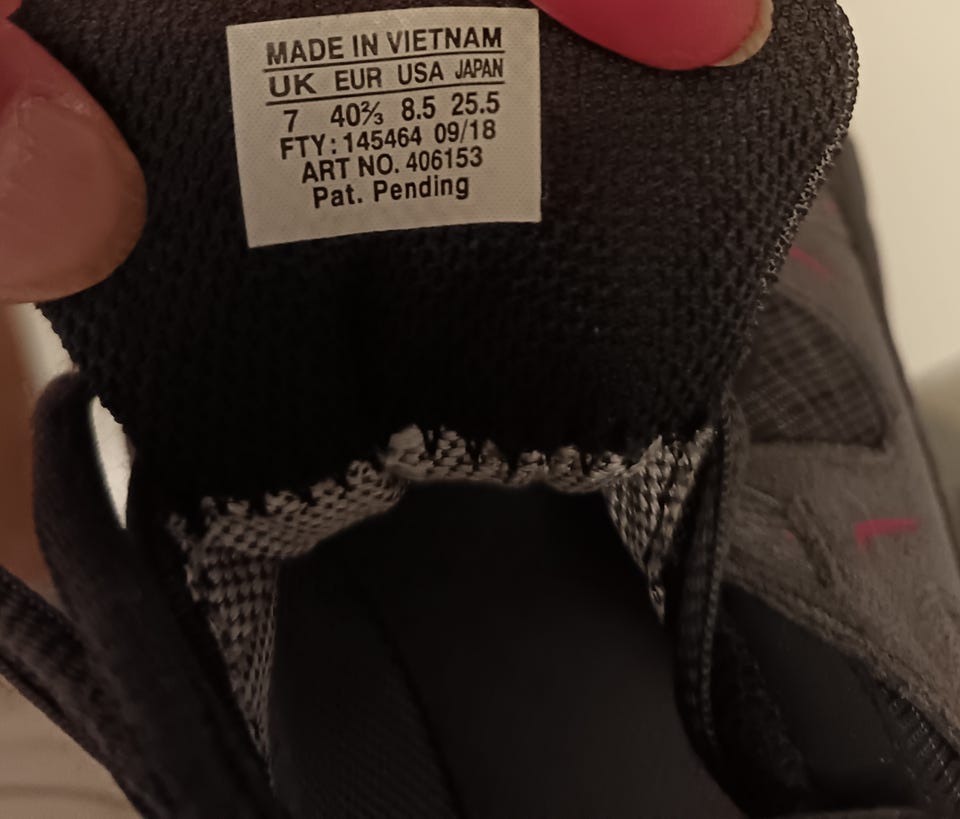 MADE IN VIETNAM
UK EUR USA JAPAN
7 40⅔ 8.5 25.5
FTY: 145464 09/18
ART NO. 406153
Pat. Pending